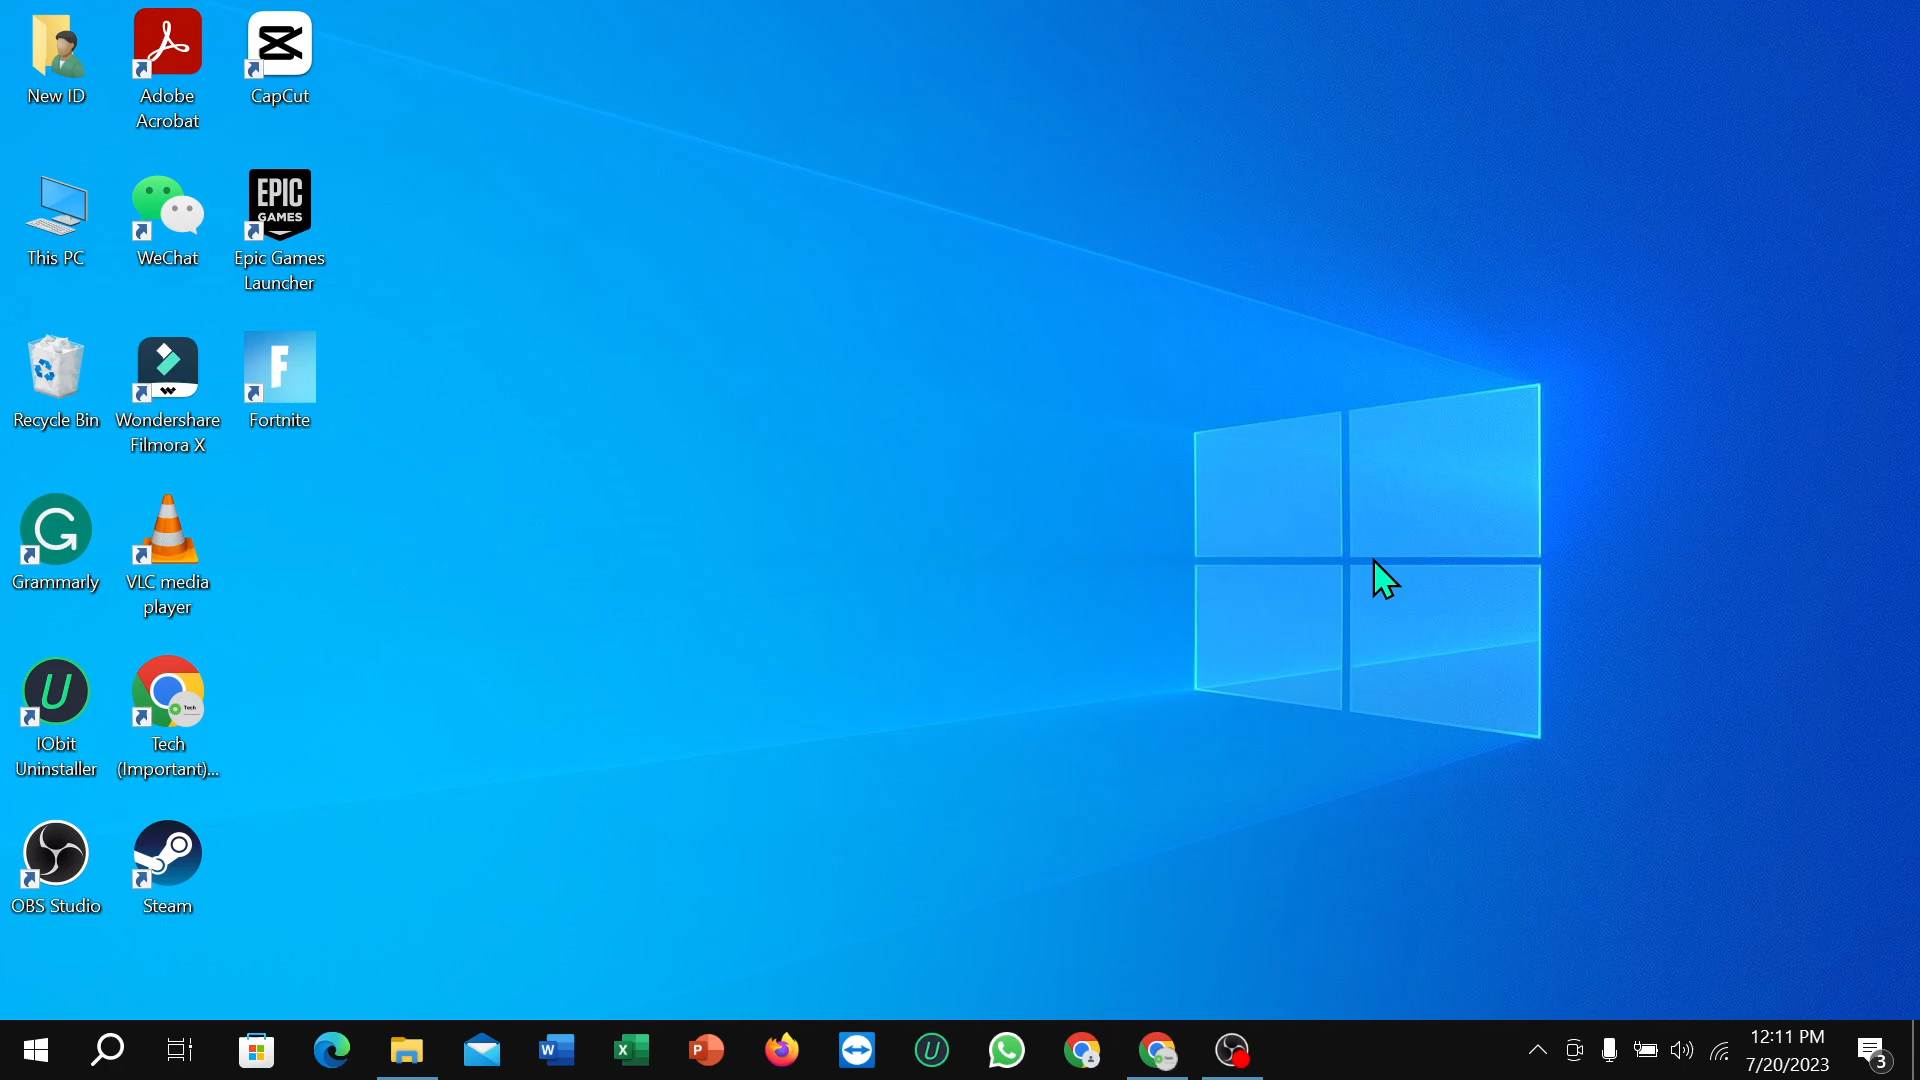 New ID
Adobe
Acrobat
CapCut
This PC
WeChat
EPIC
GAMES
Epic Games
Launcher
Recycle Bin
Wondershare
Filmora X
F
Fortnite
Grammarly
VLC media
player
IObit
Uninstaller
Tech
Tech
(Important)...
OBS Studio
Steam
W
X
P
12:11 PM
7/20/2023
3